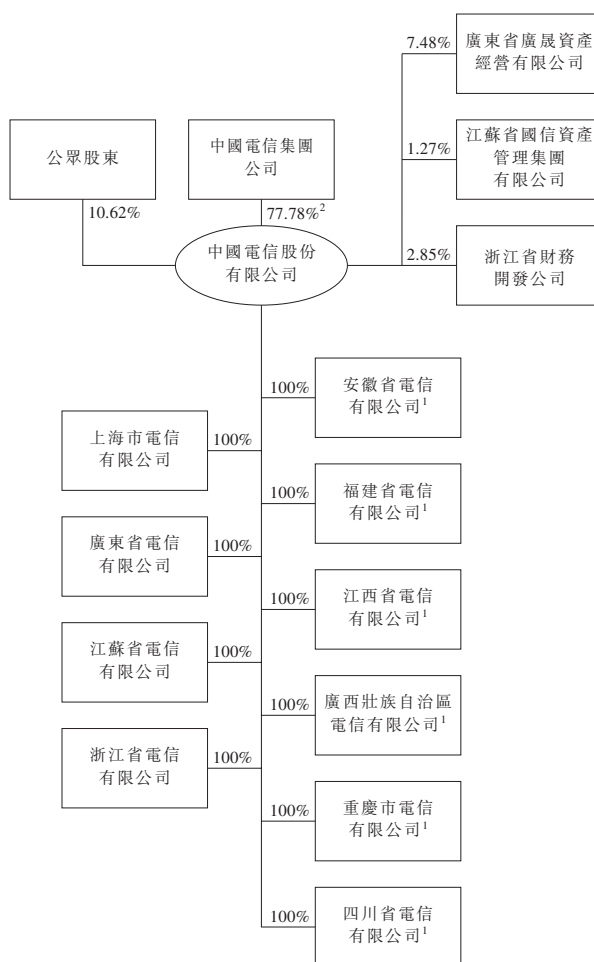 7.48%
廣東省廣晟資產
經營有限公司
公眾股東
10.62%
中國電信集團
公司
77.78%2
1.27%
江蘇省國信資產
管理集團
有限公司
中國電信股份
有限公司
2.85%
浙江省財務
開發公司
100%
安徽省電信
有限公司1
上海市電信
有限公司
100%
100%
福建省電信
有限公司1
廣東省電信
有限公司
100%
100%
江西省電信
有限公司1
江蘇省電信
有限公司
100%
100%
廣西壯族自治區
電信有限公司1
浙江省電信
有限公司
100%
100%
重慶市電信
有限公司1
100%
四川省電信
有限公司1